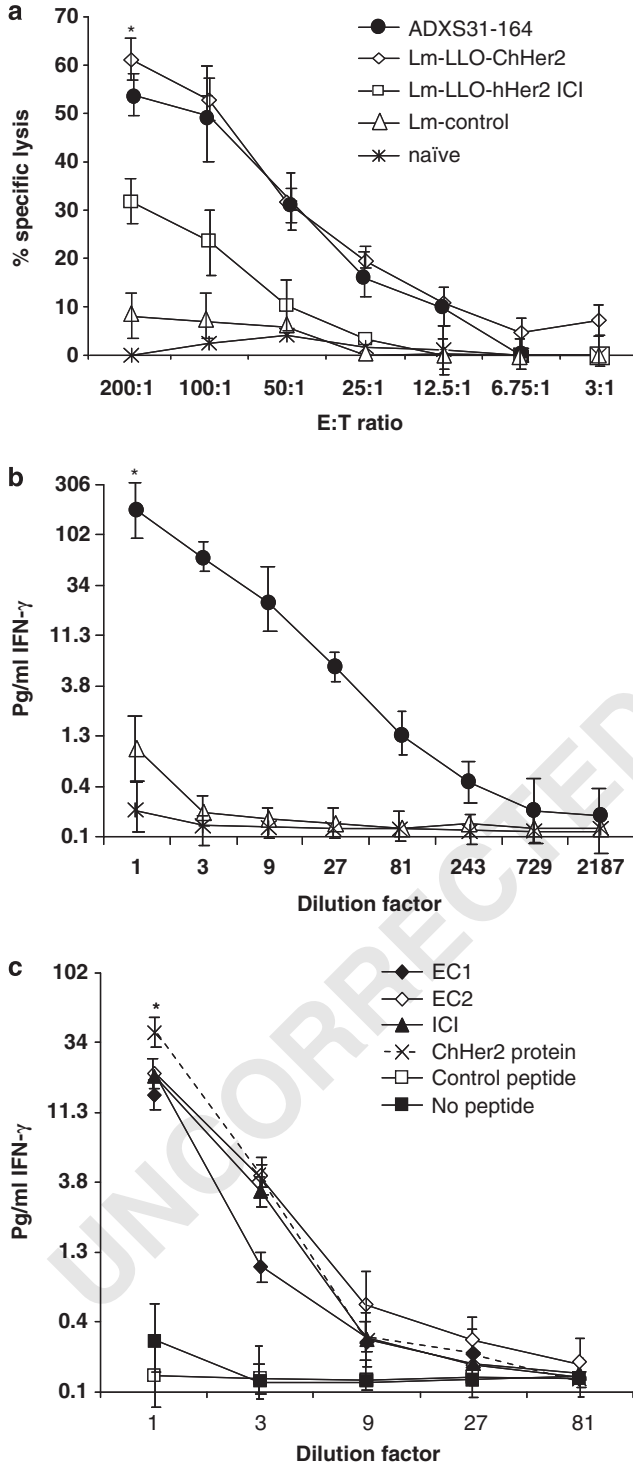 a
70
60
50
40
30
20
10
0
% specific lysis
*
ADXS31-164
Lm-LLO-ChHer2
Lm-LLO-hHer2 ICI
Lm-control
naïve
200:1 100:1 50:1 25:1 12.5:1 6.75:1 3:1
E:T ratio
b
306
102
34
11.3
3.8
1.3
0.4
0.1
Pg/ml IFN-γ
*
1 3 9 27 81 243 729 2187
Dilution factor
c
102
34
11.3
3.8
1.3
0.4
0.1
Pg/ml IFN-γ
*
EC1
EC2
ICI
ChHer2 protein
Control peptide
No peptide
1 3 9 27 81
Dilution factor
UNCORRECTED